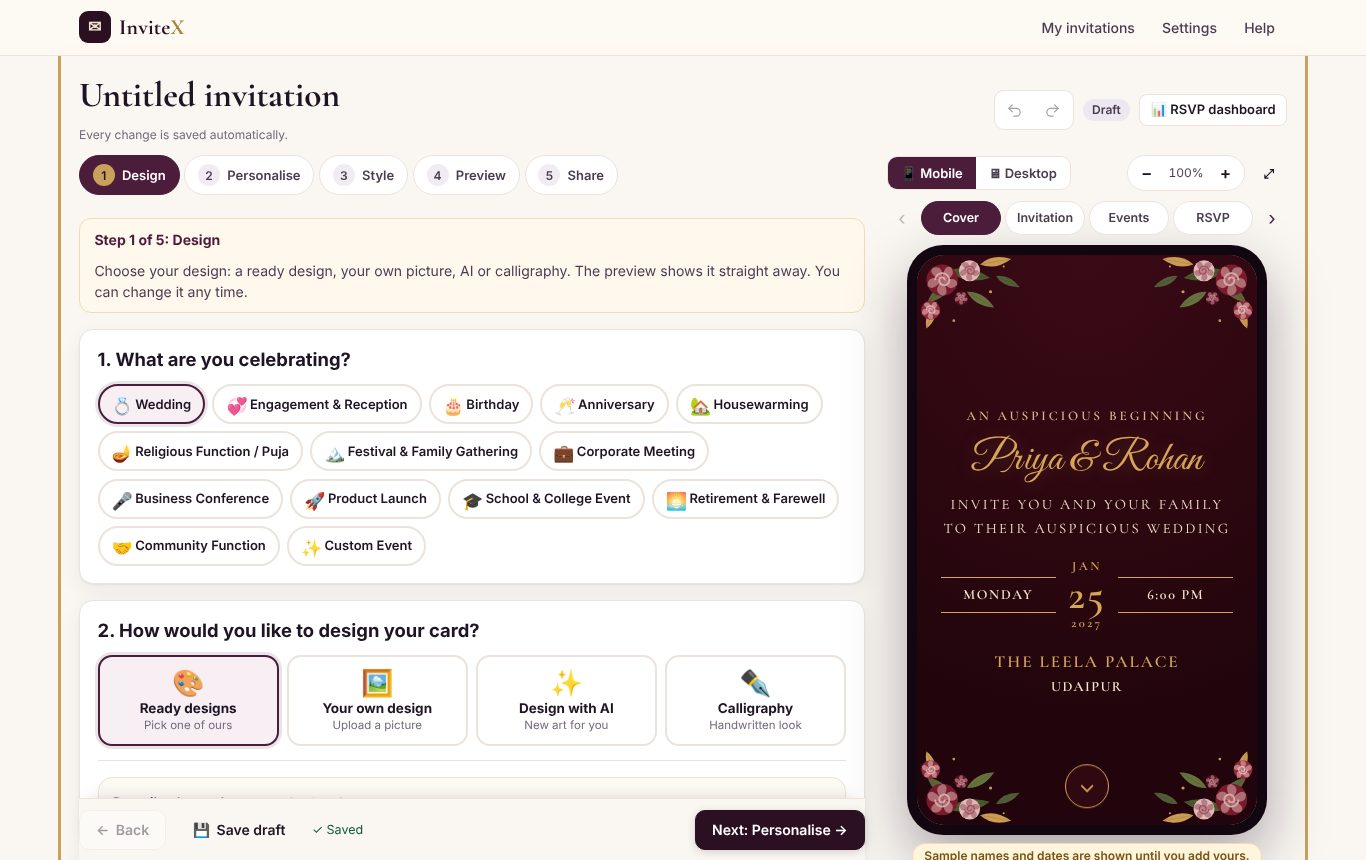 InviteX
My invitations
Settings
Help
Untitled invitation
Every change is saved automatically.
Draft
RSVP dashboard
1 Design
2 Personalise
3 Style
4 Preview
5 Share
Mobile
Desktop
− 100% +
Cover
Invitation
Events
RSVP
Step 1 of 5: Design
Choose your design: a ready design, your own picture, AI or calligraphy. The preview shows it straight away. You
can change it any time.
1. What are you celebrating?
Wedding
Engagement & Reception
Birthday
Anniversary
Housewarming
Religious Function / Puja
Festival & Family Gathering
Corporate Meeting
Business Conference
Product Launch
School & College Event
Retirement & Farewell
Community Function
Custom Event
2. How would you like to design your card?
Ready designs
Pick one of ours
Your own design
Upload a picture
Design with AI
New art for you
Calligraphy
Handwritten look
← Back
Save draft
✓ Saved
Next: Personalise →
AN AUSPICIOUS BEGINNING
Priya & Rohan
INVITE YOU AND YOUR FAMILY
TO THEIR AUSPICIOUS WEDDING
JAN
MONDAY
25
6:00 PM
2027
THE LEELA PALACE
UDAIPUR
Sample names and dates are shown until you add yours.